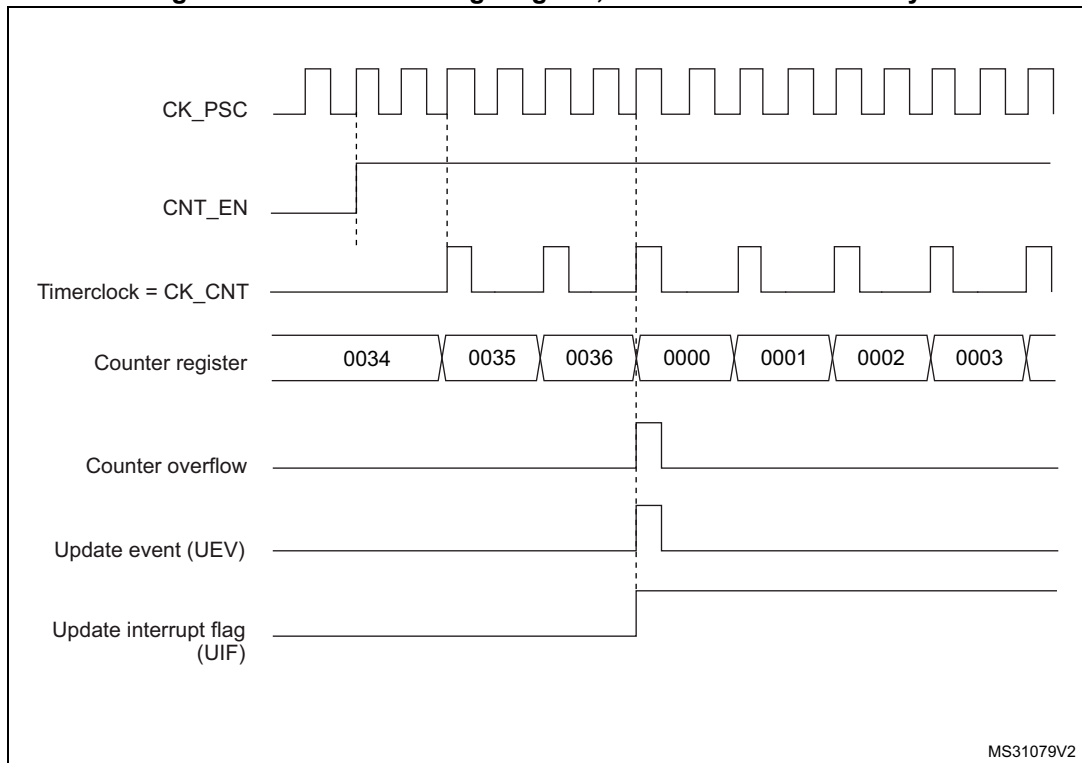 CK_PSC
CNT_EN
Timerclock = CK_CNT
Counter register 0034 0035 0036 0000 0001 0002 0003
Counter overflow
Update event (UEV)
Update interrupt flag
(UIF)
MS31079V2